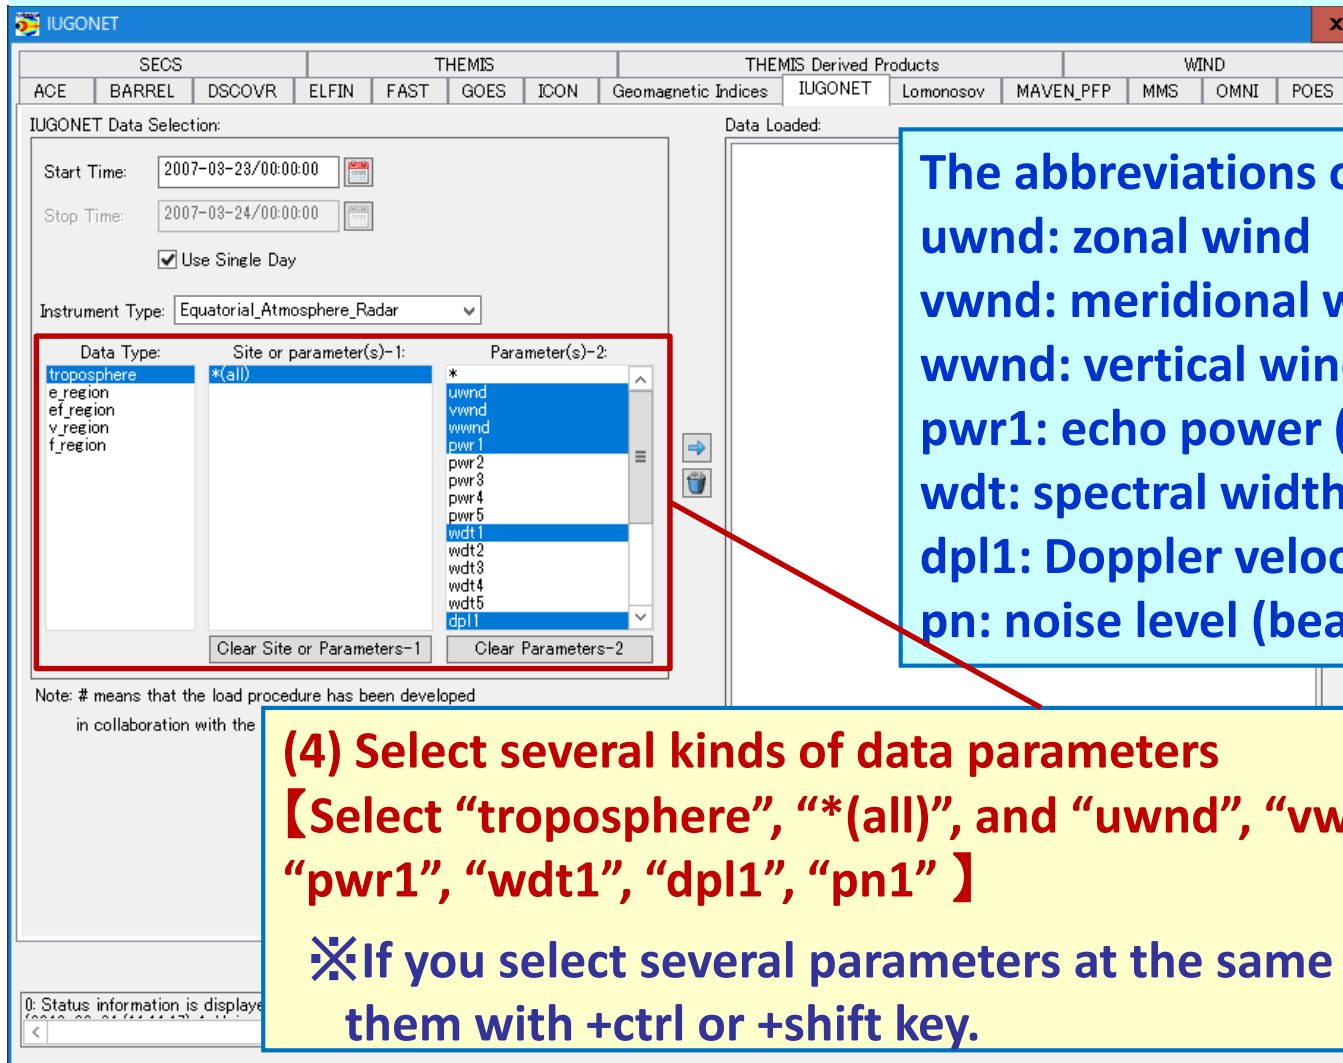 IUGONET
x
SECS THEMIS THEMIS Derived Products WIND
ACE BARREL DSCOVR ELFIN FAST GOES ICON Geomagnetic Indices IUGONET Lomonosov MAVEN_PFP MMS OMNI POES
IUGONET Data Selection:
Start Time: 2007-03-23/00:00:00
Stop Time: 2007-03-24/00:00:00
Use Single Day
Instrument Type: Equatorial_Atmosphere_Radar
Data Type:
troposphere
e_region
ef_region
v_region
f_region
Site or parameter(s)-1:
*(all)
Clear Site or Parameters-1
Parameter(s)-2:
*
uwnd
vwnd
wwnd
pwr1
pwr2
pwr3
pwr4
pwr5
wdt1
wdt2
wdt3
wdt4
wdt5
dpl1
Clear Parameters-2
Note: # means that the load procedure has been developed
in collaboration with the
Data Loaded:
The abbreviations
uwnd: zonal wind
vwnd: meridional
wwnd: vertical win
pwr1: echo power (
wdt: spectral width
dpl1: Doppler veloc
pn: noise level (bea
(4) Select several kinds of data parameters
【Select “troposphere”, “*(all)”, and “uwnd”, “vw
“pwr1”, “wdt1”, “dpl1”, “pn1” 】
※If you select several parameters at the same
them with +ctrl or +shift key.
0: Status information is displaye